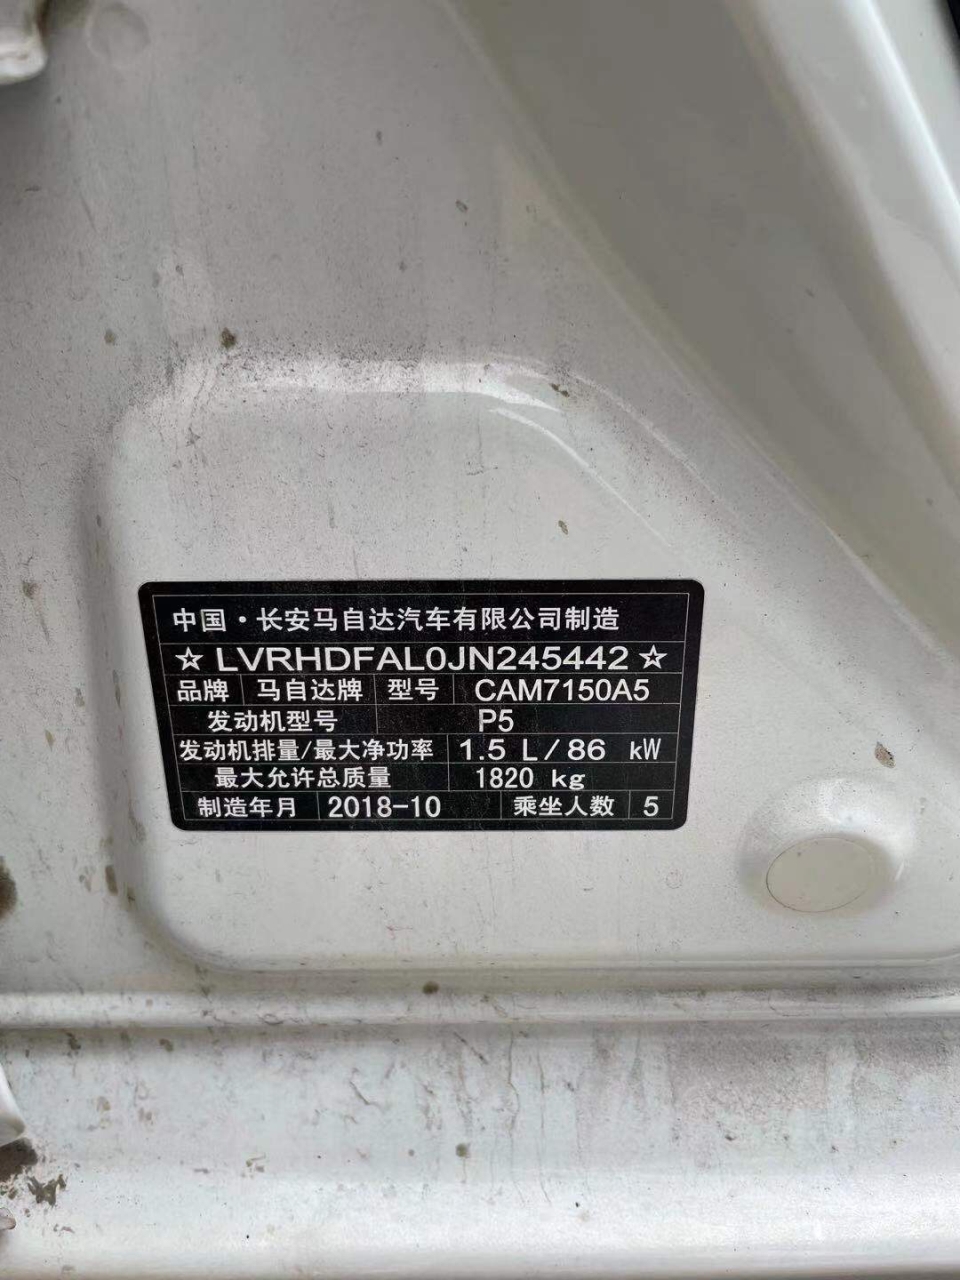 中国·长安马自达汽车有限公司制造
☆LVRHDFAL0JN245442☆
品牌 马自达牌 型号 CAM7150A5
发动机型号 P5
发动机排量/最大净功率 1.5 L/86 kW
最大允许总质量 1820 kg
制造年月 2018-10 乘坐人数 5